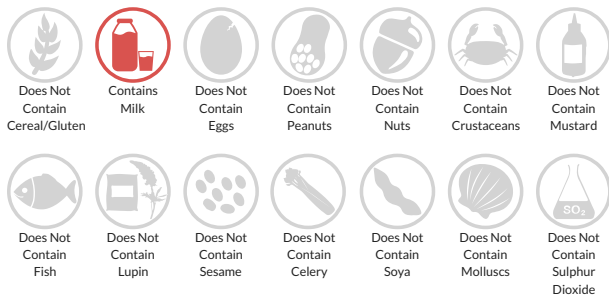 Does Not
Contain
Cereal/Gluten
Contains
Milk
Does Not
Contain
Eggs
Does Not
Contain
Peanuts
Does Not
Contain
Nuts
Does Not
Contain
Crustaceans
Does Not
Contain
Mustard
Does Not
Contain
Fish
Does Not
Contain
Lupin
Does Not
Contain
Sesame
Does Not
Contain
Celery
Does Not
Contain
Soya
Does Not
Contain
Molluscs
SO₂
Does Not
Contain
Sulphur
Dioxide